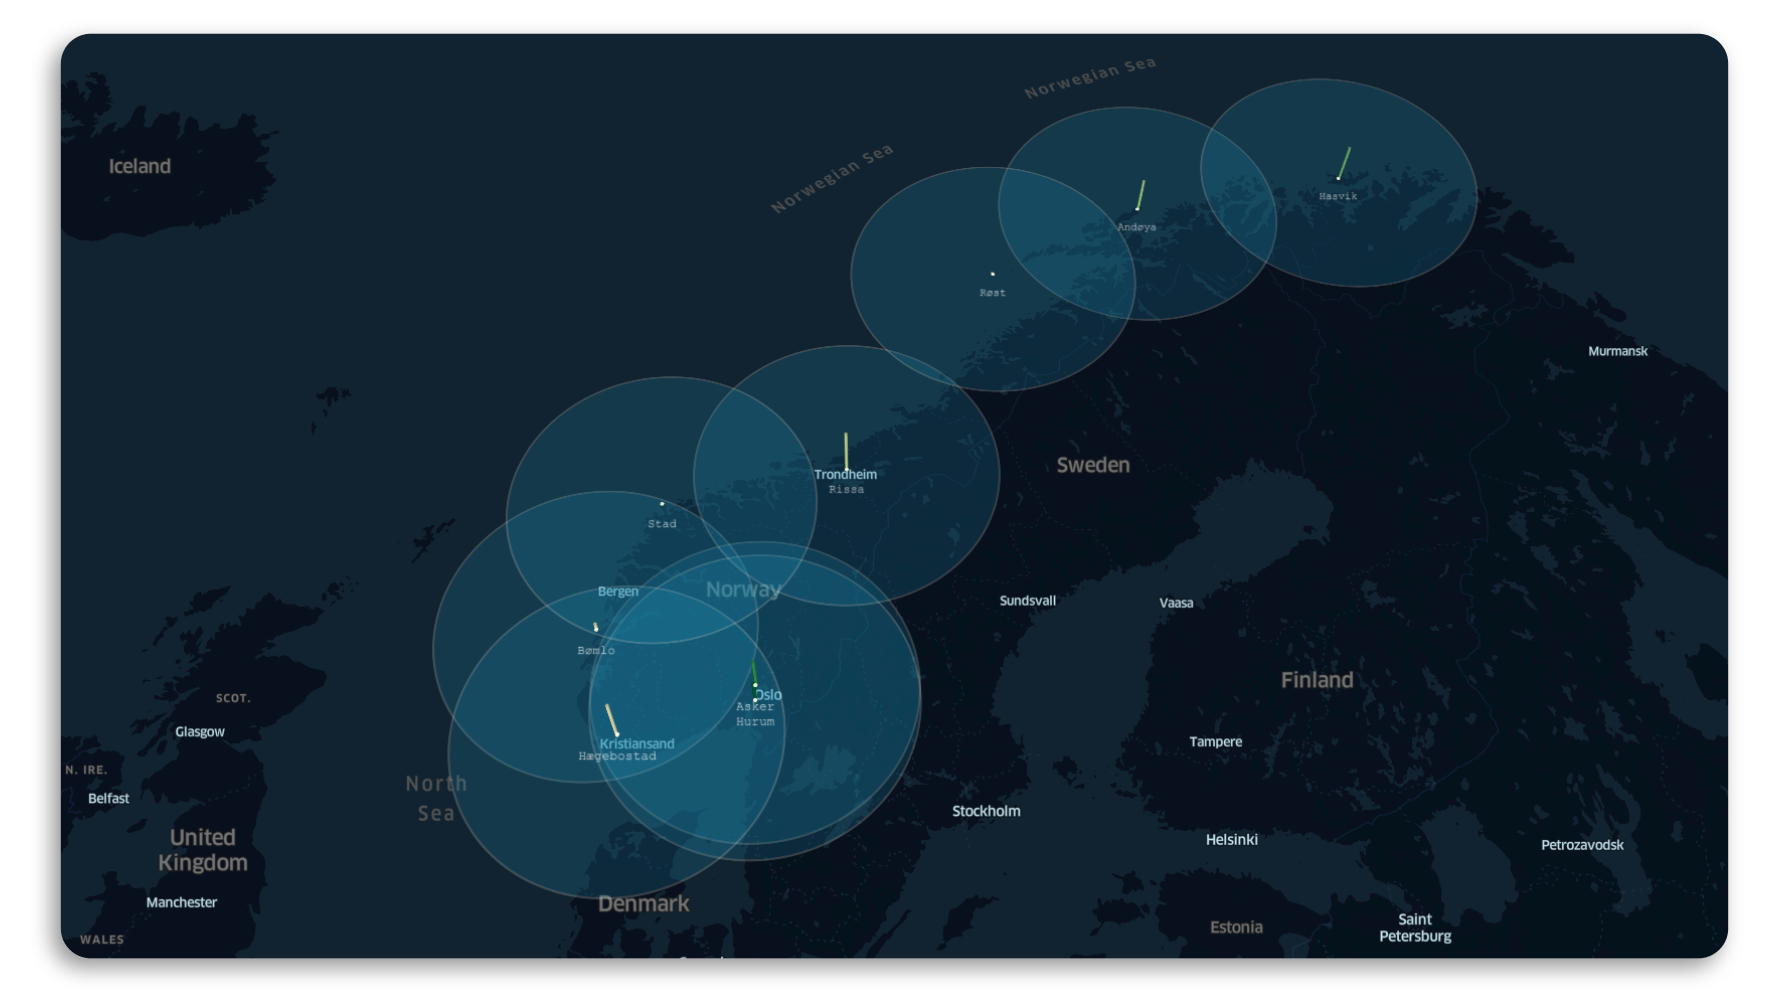 Norwegian Sea
Norwegian Sea
Iceland
Hasvik
Andøya
Røst
Murmansk
Sweden
Trondheim
Rissa
Stad
Bergen
Norway
Sundsvall
Vaasa
Bømlo
Finland
SCOT.
Oslo
Asker
Hurum
Glasgow
Kristiansand
Hægebostad
Tampere
N. IRE.
Belfast
North
Sea
Stockholm
United
Kingdom
Helsinki
Petrozavodsk
Manchester
Denmark
Saint
Petersburg
Estonia
WALES